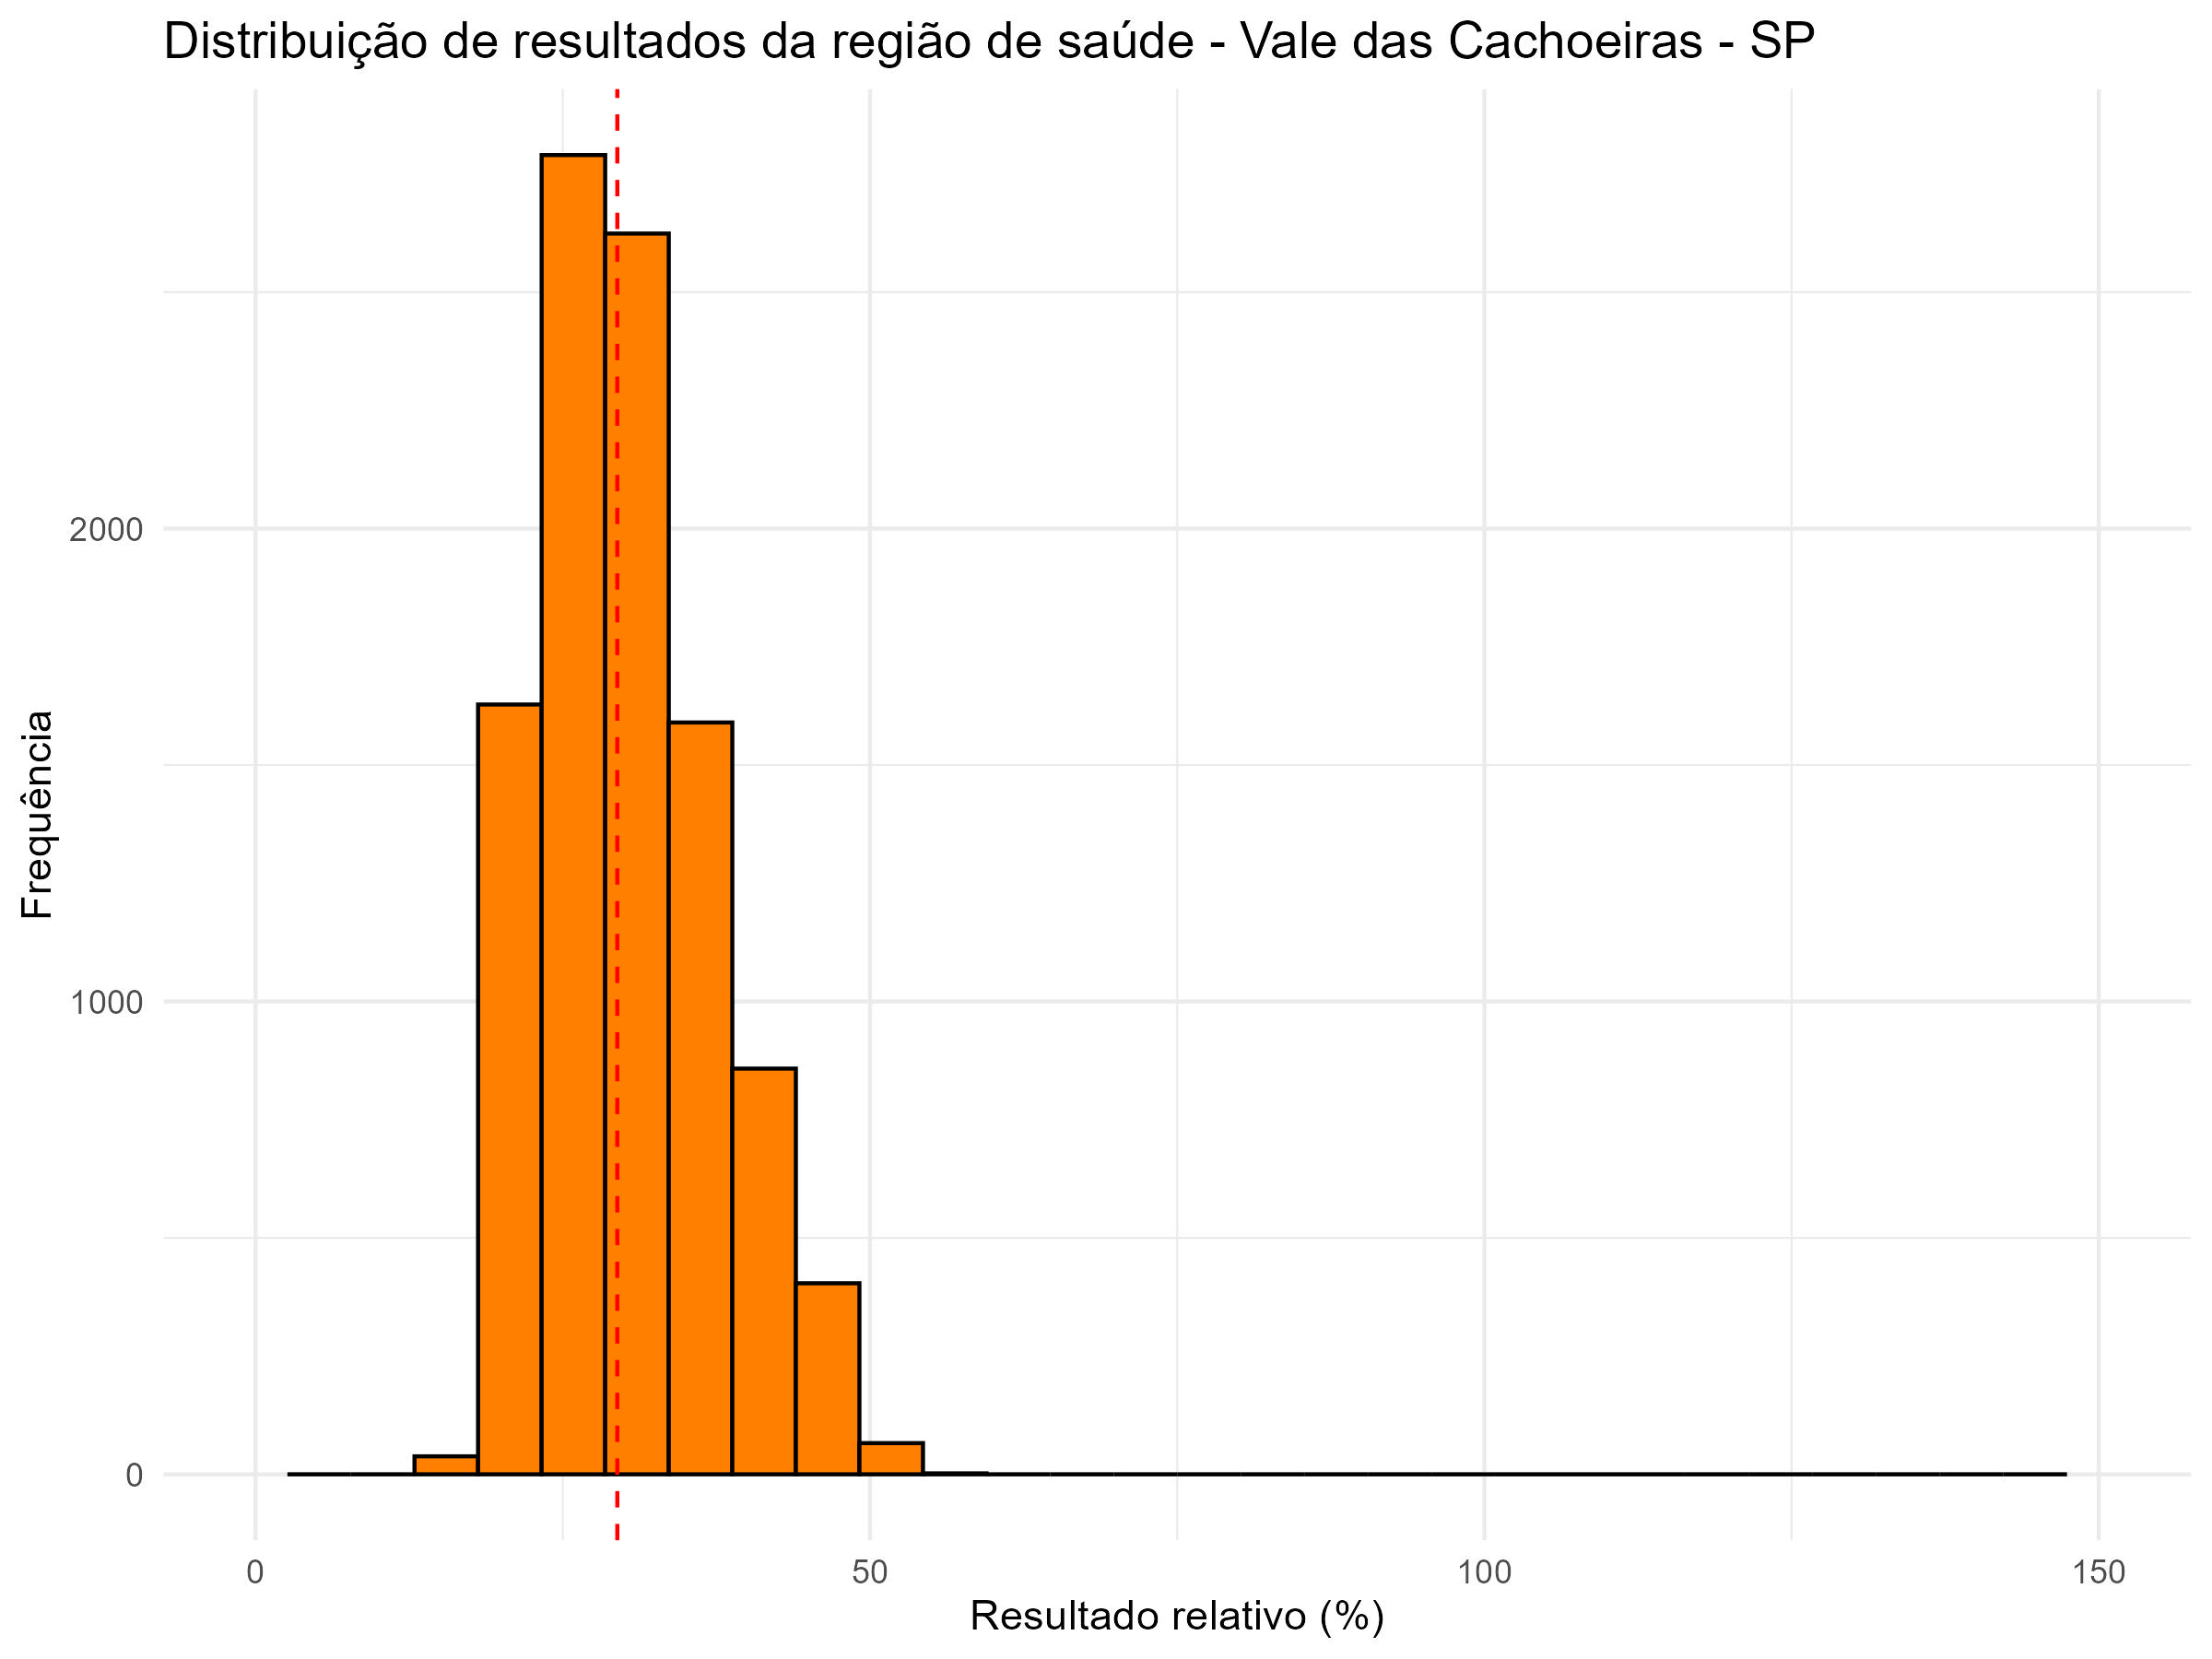 Distribuição de resultados da região de saúde - Vale das Cachoeiras - SP
Frequência
2000
1000
0
0
50
100
150
Resultado relativo (%)